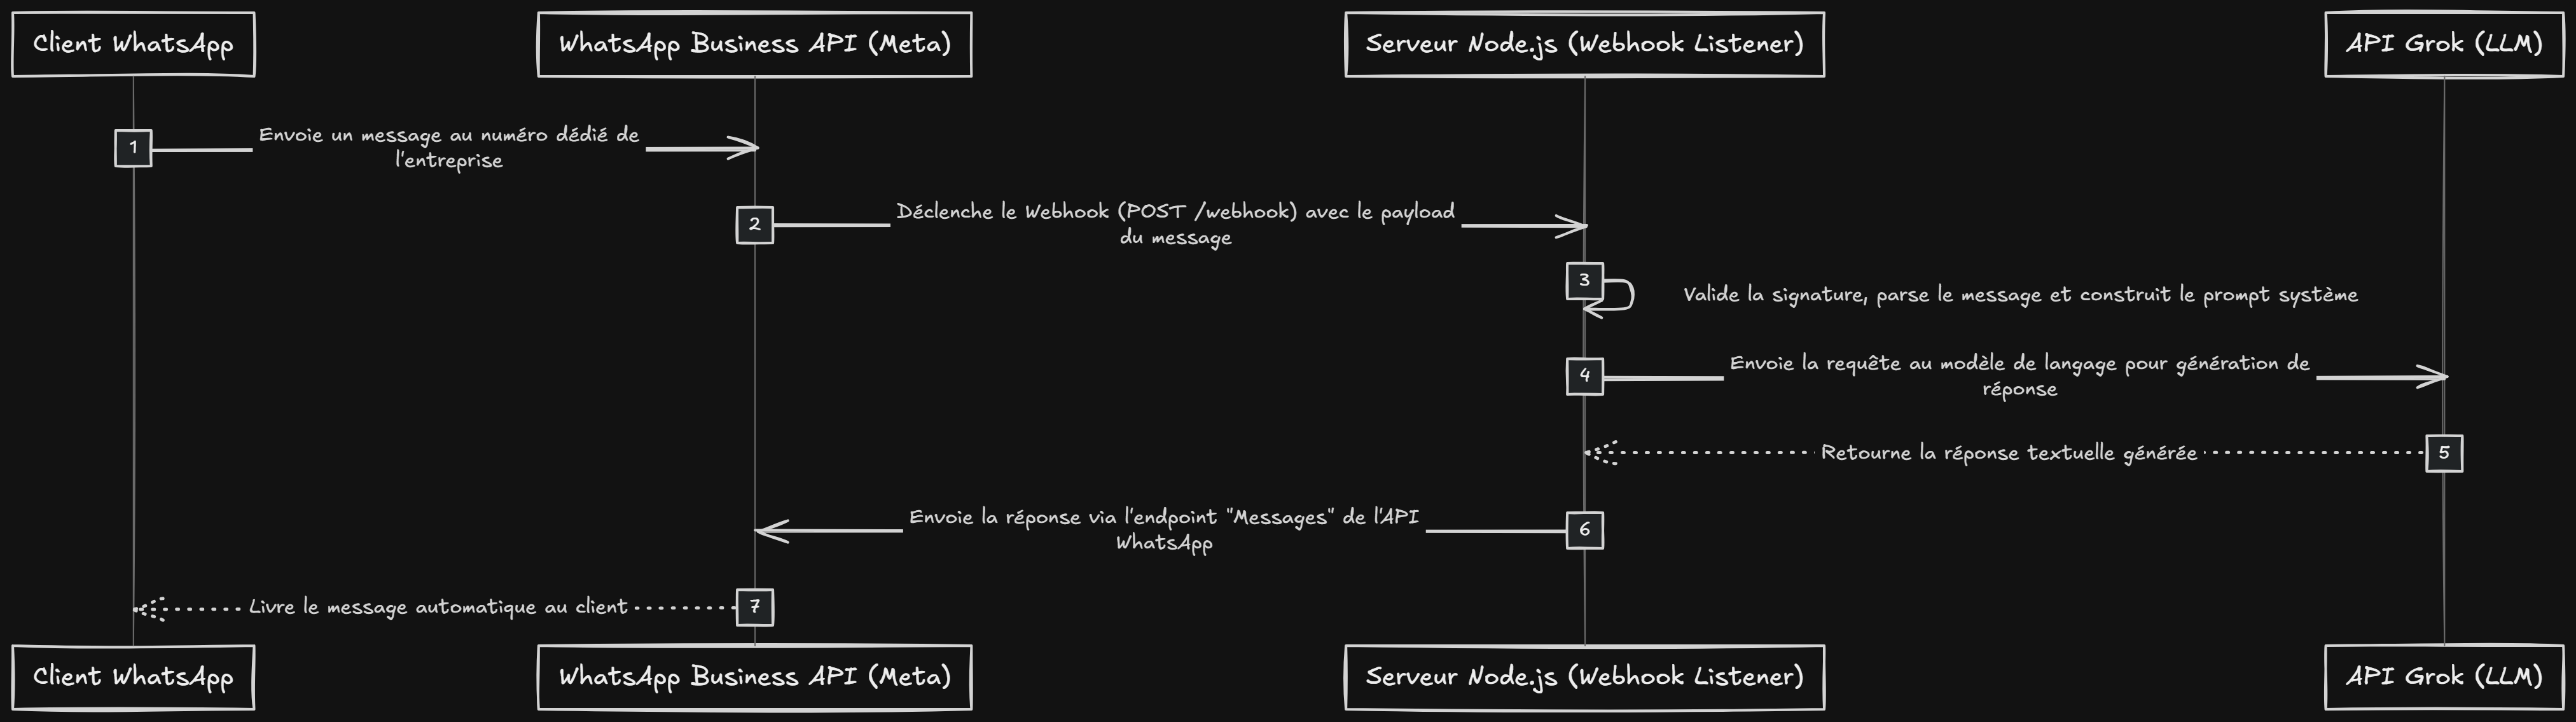 Client WhatsApp
WhatsApp Business API (Meta)
Serveur Node.js (Webhook Listener)
API Grok (LLM)
1
Envoie un message au numéro dédié de
l'entreprise
2
Déclenche le Webhook (POST /webhook) avec le payload
du message
3
Valide la signature, parse le message et construit le prompt système
4
Envoie la requête au modèle de langage pour génération de
réponse
Retourne la réponse textuelle générée
5
Envoie la réponse via l'endpoint "Messages" de l'API
WhatsApp
6
Livre le message automatique au client
7
Client WhatsApp
WhatsApp Business API (Meta)
Serveur Node.js (Webhook Listener)
API Grok (LLM)